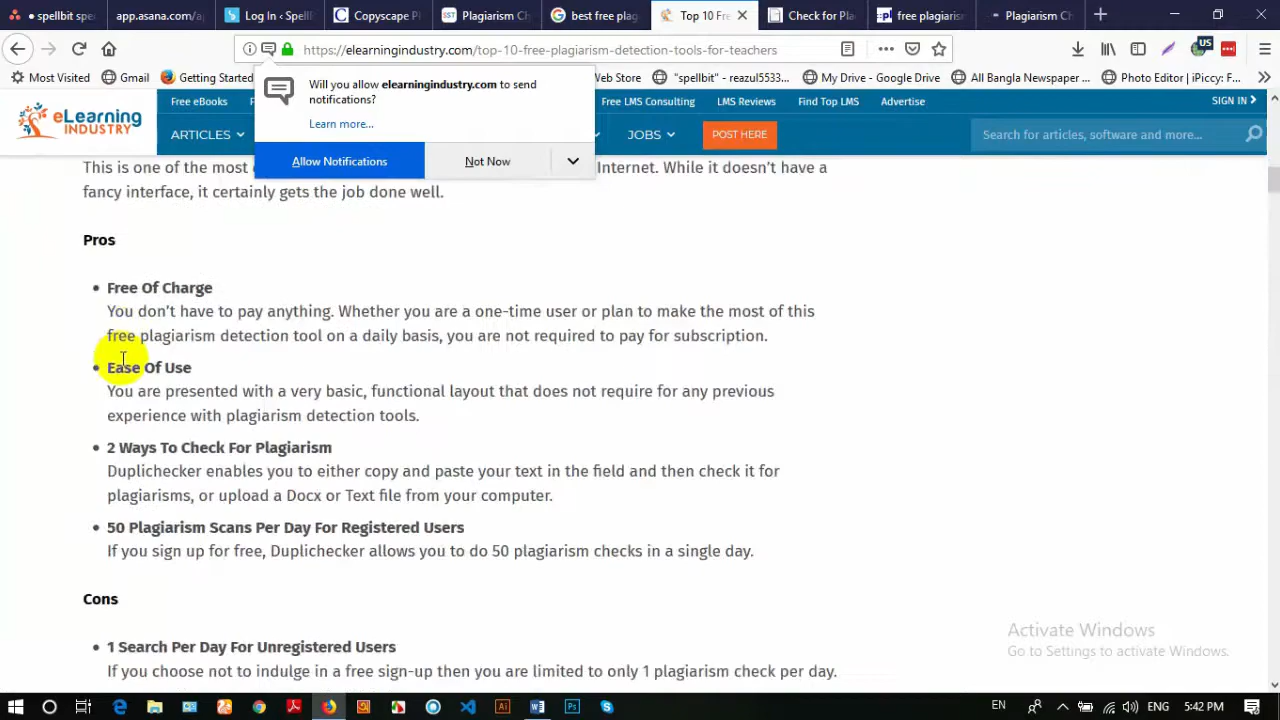 spellbit spec
app.asana.com/ap
Log In ‹ Spell
Copyscape P
Plagiarism C
best free plag
Top 10 Fre
Check for Pla
free plagiarism
Plagiarism Ch
https://elearningindustry.com/top-10-free-plagiarism-detection-tools-for-teachers
US
Most Visited
Gmail
Getting Started
Web Store
"spellbit" - reazul5533...
My Drive - Google Drive
All Bangla Newspaper ...
Photo Editor | iPiccy: F...
Will you allow elearningindustry.com to send
notifications?
Learn more...
Allow Notifications
Not Now
eLearning
INDUSTRY
Free eBooks
Free LMS Consulting
LMS Reviews
Find Top LMS
Advertise
SIGN IN
ARTICLES
JOBS
POST HERE
Search for articles, software and more...
This is one of the most
Internet. While it doesn't have a
fancy interface, it certainly gets the job done well.
Pros
• Free Of Charge
You don't have to pay anything. Whether you are a one-time user or plan to make the most of this
free plagiarism detection tool on a daily basis, you are not required to pay for subscription.
• Ease Of Use
You are presented with a very basic, functional layout that does not require for any previous
experience with plagiarism detection tools.
• 2 Ways To Check For Plagiarism
Duplichecker enables you to either copy and paste your text in the field and then check it for
plagiarisms, or upload a Docx or Text file from your computer.
• 50 Plagiarism Scans Per Day For Registered Users
If you sign up for free, Duplichecker allows you to do 50 plagiarism checks in a single day.
Cons
• 1 Search Per Day For Unregistered Users
If you choose not to indulge in a free sign-up then you are limited to only 1 plagiarism check per day.
Activate Windows
Go to Settings to activate Windows.
EN
ENG
5:42 PM